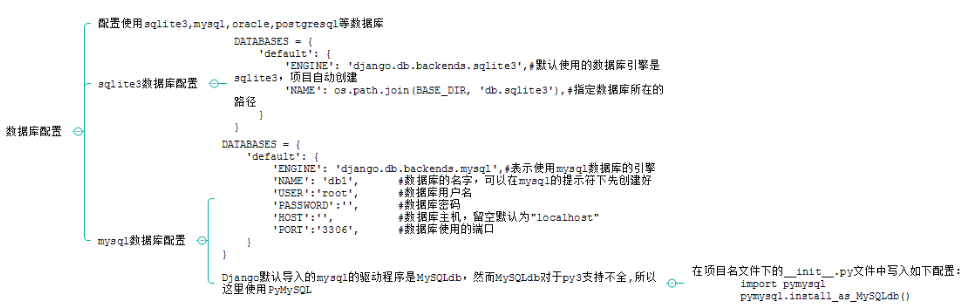 配置使用sqlite3,mysql,oracle,postgresql等数据库
DATABASES = {
'default': {
'ENGINE': 'django.db.backends.sqlite3',#默认使用的数据库引擎是
sqlite3，项目自动创建
'NAME': os.path.join(BASE_DIR, 'db.sqlite3'),#指定数据库所在的
路径
}
}
sqlite3数据库配置
数据库配置
DATABASES = {
'default': {
'ENGINE': 'django.db.backends.mysql',#表示使用mysql数据库的引擎
'NAME': 'db1', #数据库的名字，可以在mysql的提示符下先创建好
'USER':'root', #数据库用户名
'PASSWORD':'', #数据库密码
'HOST':'', #数据库主机，留空默认为"localhost"
'PORT':'3306', #数据库使用的端口
}
}
mysql数据库配置
Django默认导入的mysql的驱动程序是MySQLdb，然而MySQLdb对于py3支持不全,所以
这里使用PyMySQL
在项目名文件下的__init__.py文件中写入如下配置：
import pymysql
pymysql.install_as_MySQLdb()